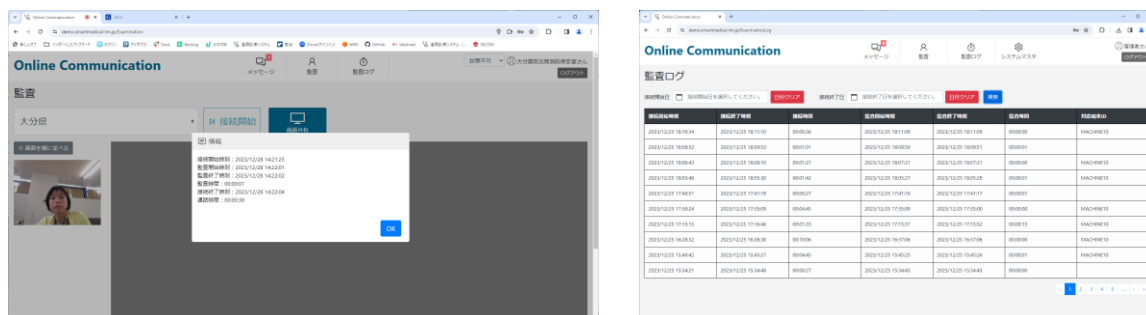 Online Communication
メッセージ
監査
監査ログ
ログアウト
監査
大分県
接続開始
画面共有
画面を横に並べる
情報
接続開始時刻:2023/12/28 14:21:25
監査開始時刻:2023/12/28 14:22:01
監査終了時刻:2023/12/28 14:22:02
監査時間:00:00:01
接続終了時刻:2023/12/28 14:22:04
通話時間:00:00:39
OK
Online Communication
メッセージ
監査
監査ログ
システムマスタ
ログアウト
監査ログ
接続開始日
接続開始日を選択してください。
日付クリア
接続終了日
接続終了日を選択してください。
日付クリア
検索
接続開始時刻 接続終了時刻 接続時間 監査開始時刻 監査終了時刻 監査時間 対応端末ID
2023/12/25 18:10:34 2023/12/25 18:11:10 00:00:36 2023/12/25 18:11:09 2023/12/25 18:11:09 00:00:00 MACHINE10
2023/12/25 18:08:52 2023/12/25 18:09:53 00:01:01 2023/12/25 18:09:50 2023/12/25 18:09:51 00:00:01
2023/12/25 18:06:43 2023/12/25 18:08:10 00:01:27 2023/12/25 18:07:21 2023/12/25 18:07:21 00:00:00 MACHINE10
2023/12/25 18:03:48 2023/12/25 18:05:30 00:01:42 2023/12/25 18:05:27 2023/12/25 18:05:28 00:00:01 MACHINE10
2023/12/25 17:40:51 2023/12/25 17:41:18 00:00:27 2023/12/25 17:41:16 2023/12/25 17:41:17 00:00:01
2023/12/25 17:30:24 2023/12/25 17:35:09 00:04:45 2023/12/25 17:35:00 2023/12/25 17:35:00 00:00:00 MACHINE10
2023/12/25 17:15:13 2023/12/25 17:16:46 00:01:33 2023/12/25 17:15:37 2023/12/25 17:15:52 00:00:15 MACHINE10
2023/12/25 16:28:32 2023/12/25 16:38:38 00:10:06 2023/12/25 16:37:06 2023/12/25 16:37:06 00:00:00 MACHINE10
2023/12/25 15:40:42 2023/12/25 15:45:27 00:04:45 2023/12/25 15:45:25 2023/12/25 15:45:26 00:00:01 MACHINE10
2023/12/25 15:34:21 2023/12/25 15:34:48 00:00:27 2023/12/25 15:34:45 2023/12/25 15:34:45 00:00:00 MACHINE10
1 2 3 4 5 ...